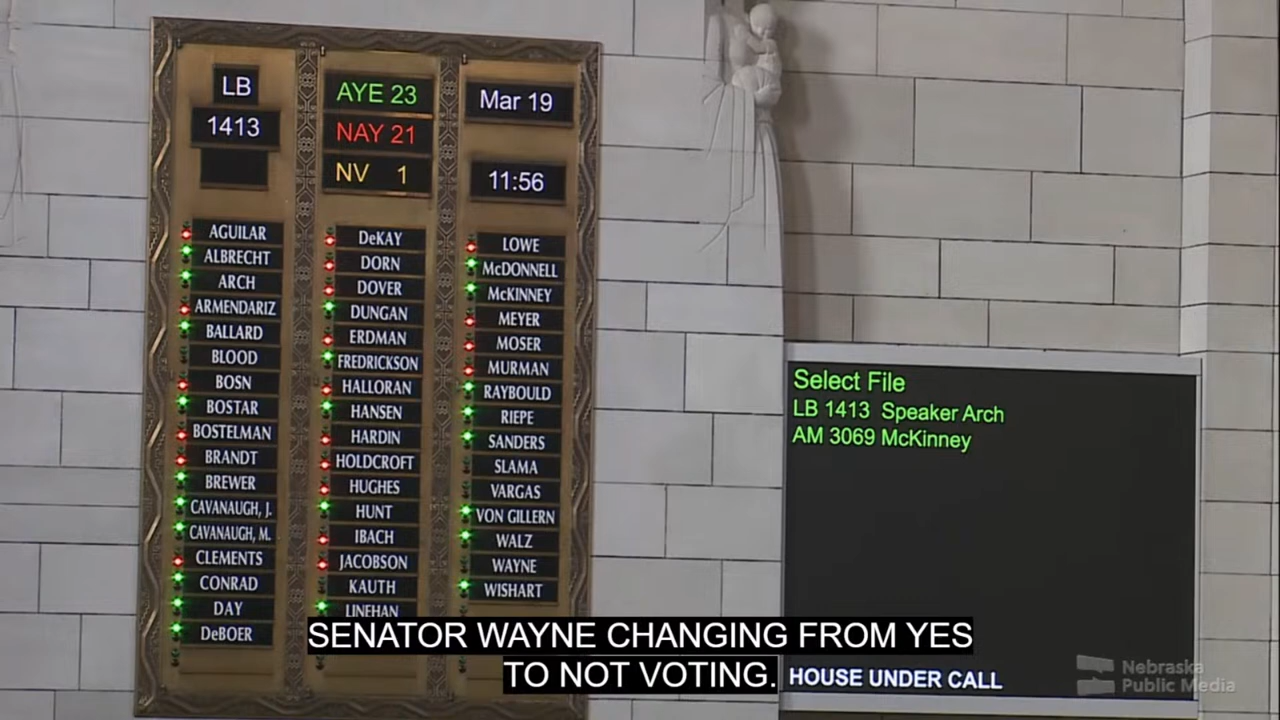 LB
1413
AYE 23
NAY 21
NV 1
Mar 19
11:56
AGUILAR
ALBRECHT
ARCH
ARMENDARIZ
BALLARD
BLOOD
BOSN
BOSTAR
BOSTELMAN
BRANDT
BREWER
CAVANAUGH, J.
CAVANAUGH, M.
CLEMENTS
CONRAD
DAY
DeBOER
DeKAY
DORN
DOVER
DUNGAN
ERDMAN
FREDRICKSON
HALLORAN
HANSEN
HARDIN
HOLDCROFT
HUGHES
HUNT
IBACH
JACOBSON
KAUTH
LINEHAN
LOWE
McDONNELL
McKINNEY
MEYER
MOSER
MURMAN
RAYBOULD
RIEPE
SANDERS
SLAMA
VARGAS
VON GILLERN
WALZ
WAYNE
WISHART
Select File
LB 1413 Speaker Arch
AM 3069 McKinney
HOUSE UNDER CALL
SENATOR WAYNE CHANGING FROM YES
TO NOT VOTING.
Nebraska
Public Media